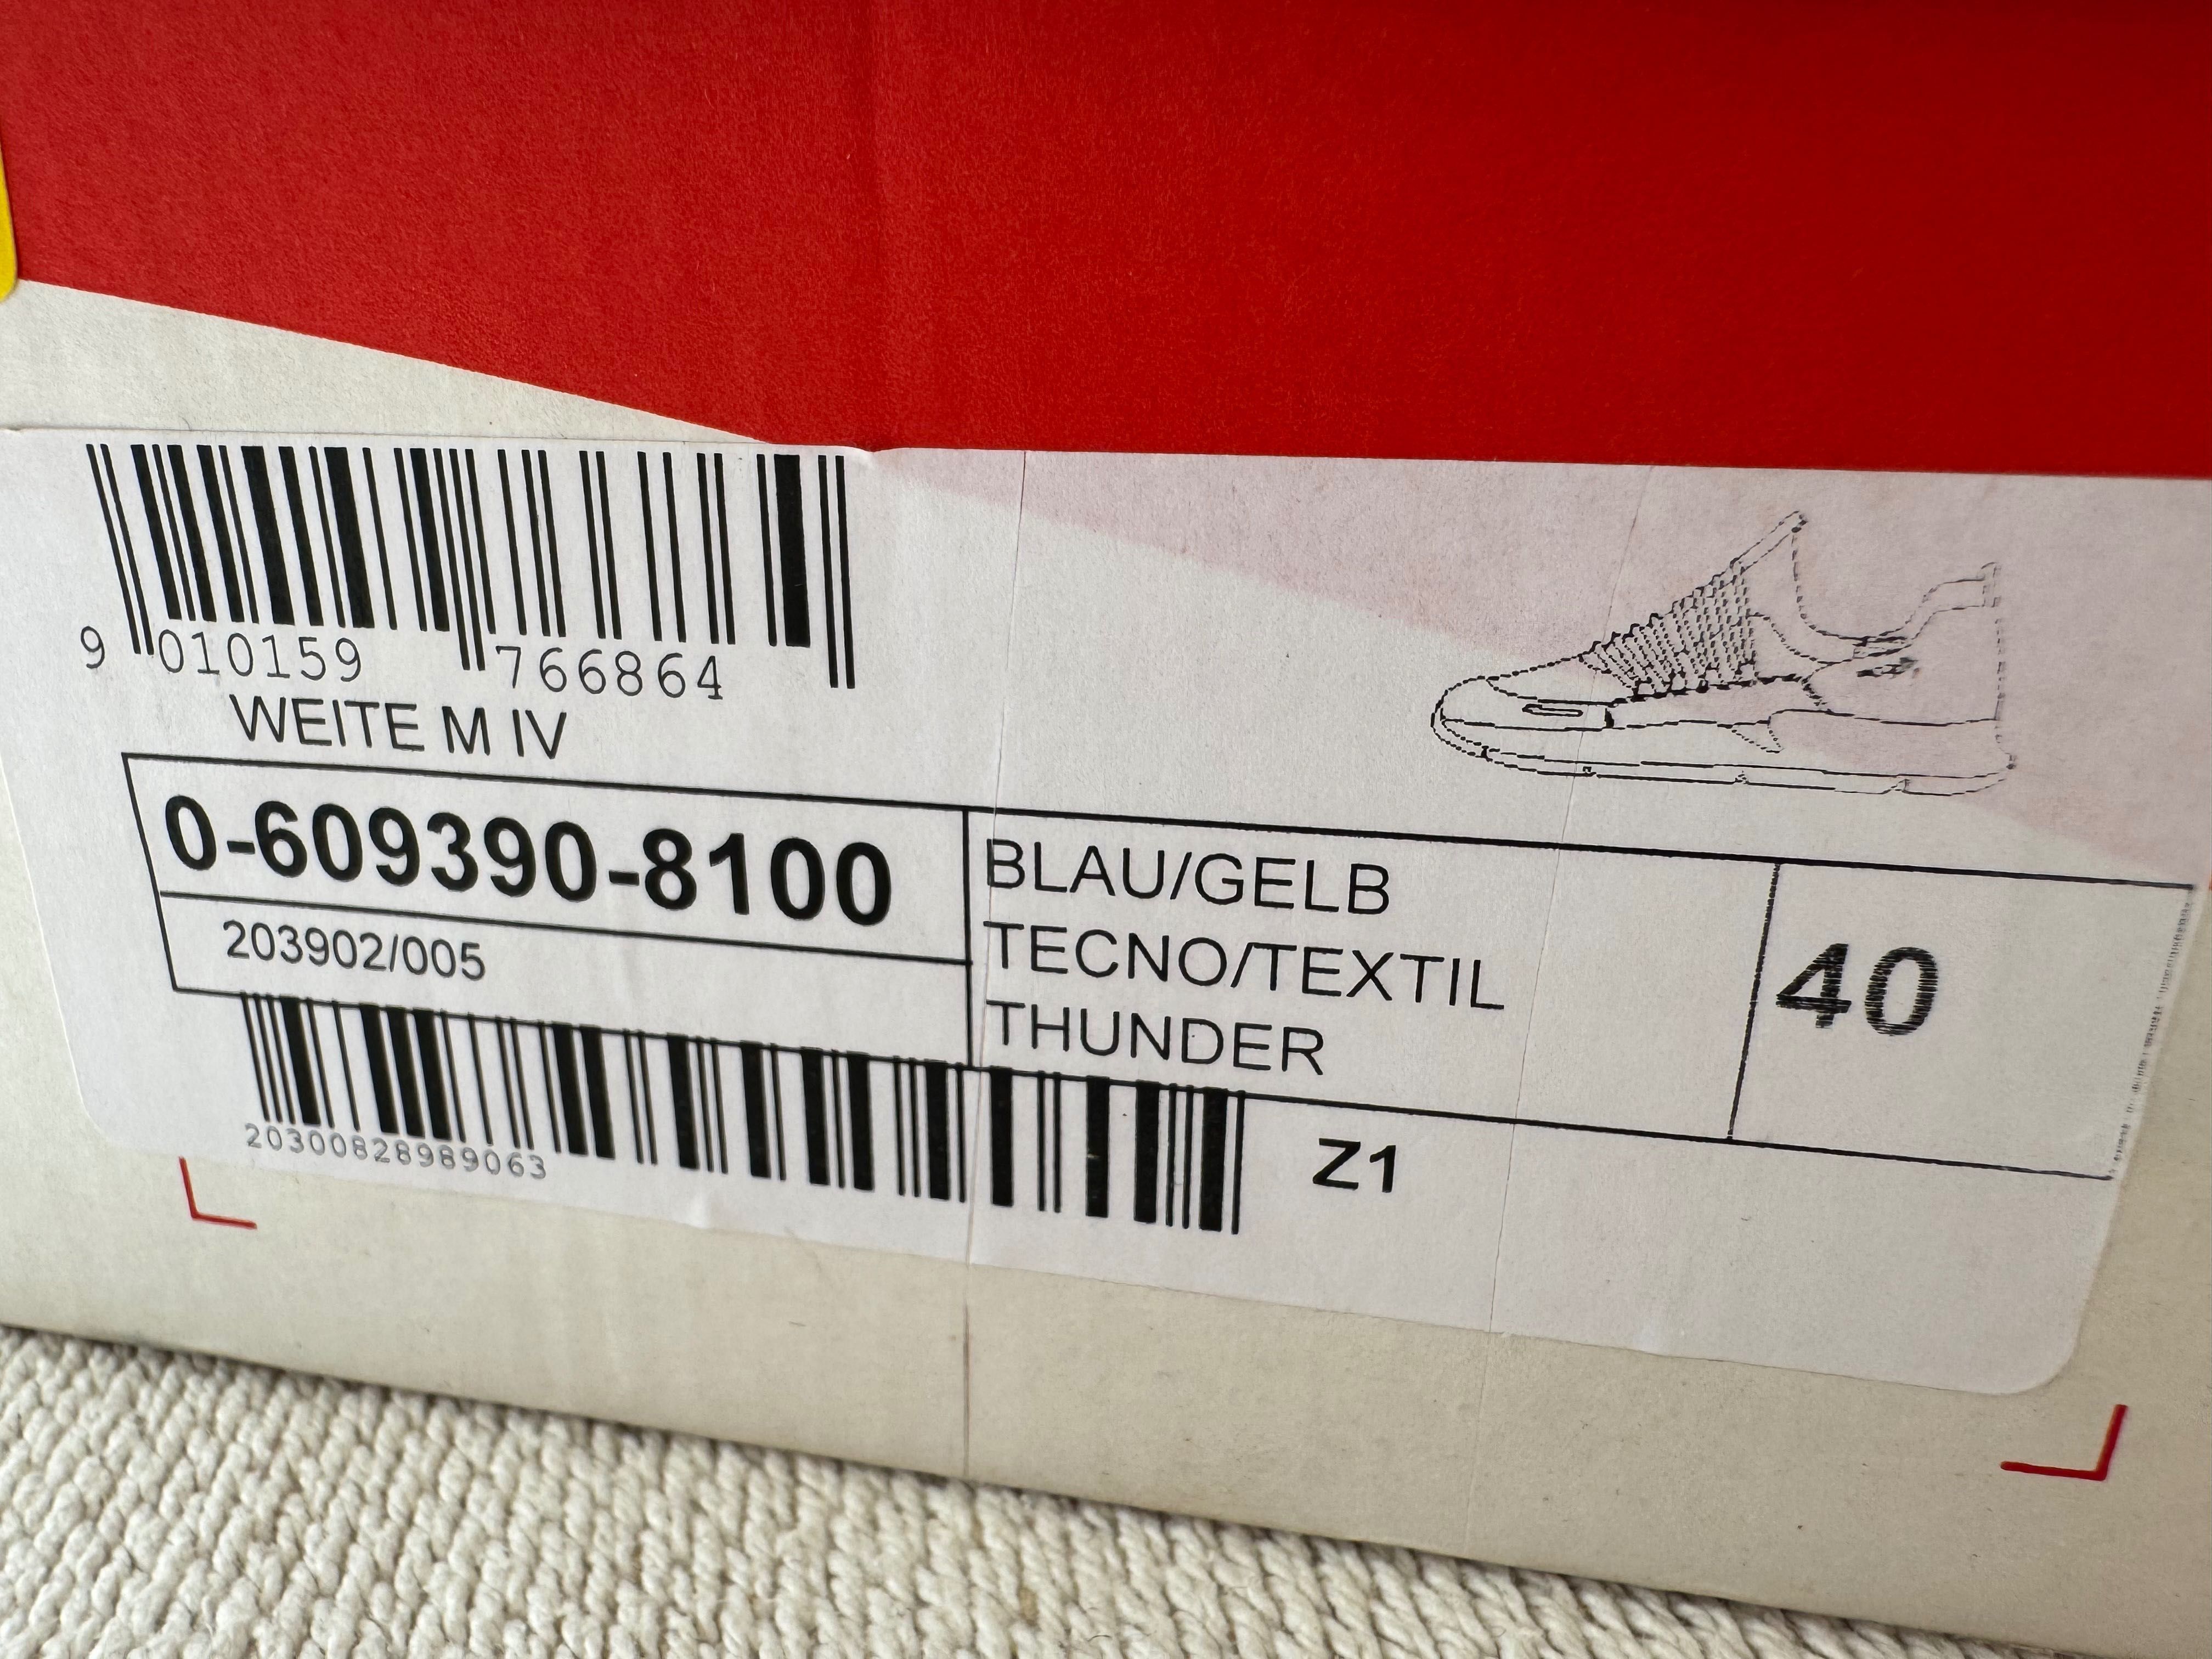 9 010159 766864
WEITE M IV
0-609390-8100
203902/005
BLAU/GELB
TECNO/TEXTIL
THUNDER
40
20300828989063
Z1